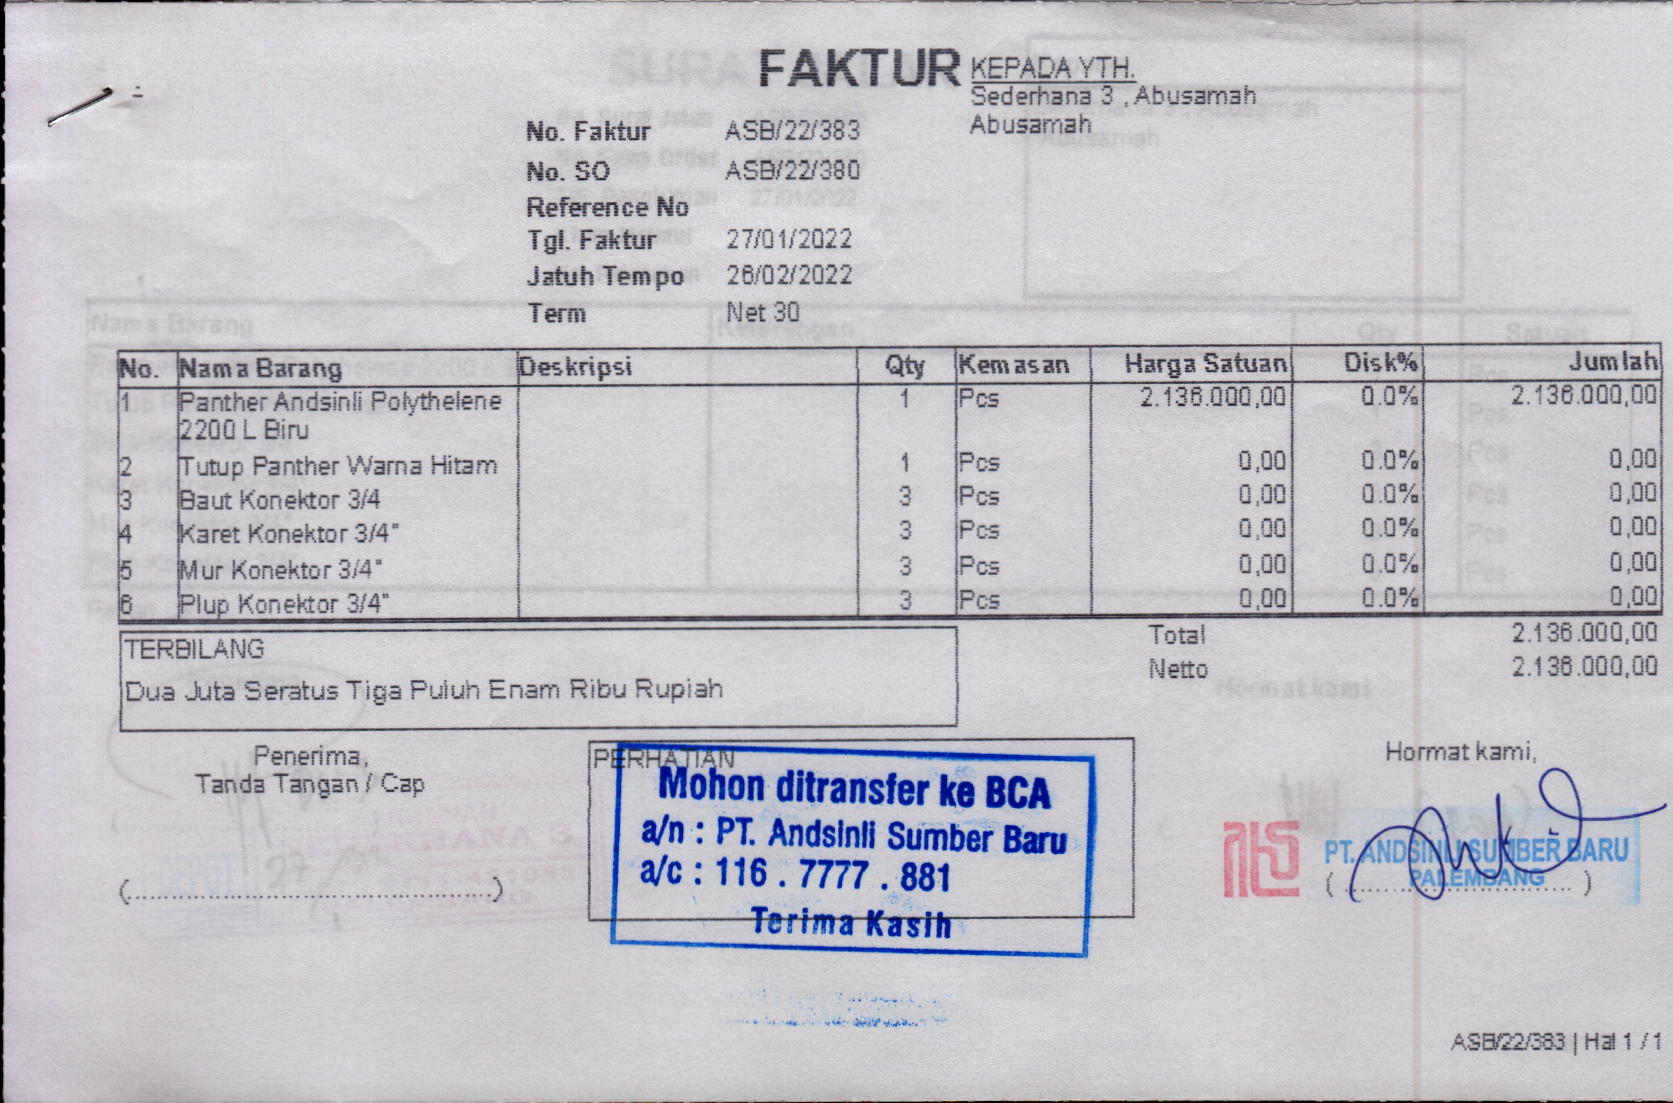 FAKTUR
KEPADA YTH.
Sederhana 3 , Abusamah
Abusamah
No. Faktur ASB/22/383
No. SO ASB/22/380
Reference No
Tgl. Faktur 27/01/2022
Jatuh Tempo 26/02/2022
Term Net 30
No. Nama Barang Deskripsi Qty Kemasan Harga Satuan Disk% Jumlah
1 Panther Andsinli Polythelene 1 Pcs 2.136.000,00 0.0% 2.136.000,00
2200 L Biru
2 Tutup Panther Warna Hitam 1 Pcs 0,00 0.0% 0,00
3 Baut Konektor 3/4 3 Pcs 0,00 0.0% 0,00
4 Karet Konektor 3/4" 3 Pcs 0,00 0.0% 0,00
5 Mur Konektor 3/4" 3 Pcs 0,00 0.0% 0,00
6 Plup Konektor 3/4" 3 Pcs 0,00 0.0% 0,00
TERBILANG
Dua Juta Seratus Tiga Puluh Enam Ribu Rupiah
Total 2.136.000,00
Netto 2.136.000,00
Penerima,
Tanda Tangan / Cap
(................................................)
PERHATIAN
Mohon ditransfer ke BCA
a/n : PT. Andsinli Sumber Baru
a/c : 116 . 7777 . 881
Terima Kasih
Hormat kami,
PT. ANDSINLI SUMBER BARU
PALEMBANG
ASB/22/383 | Hal 1 / 1